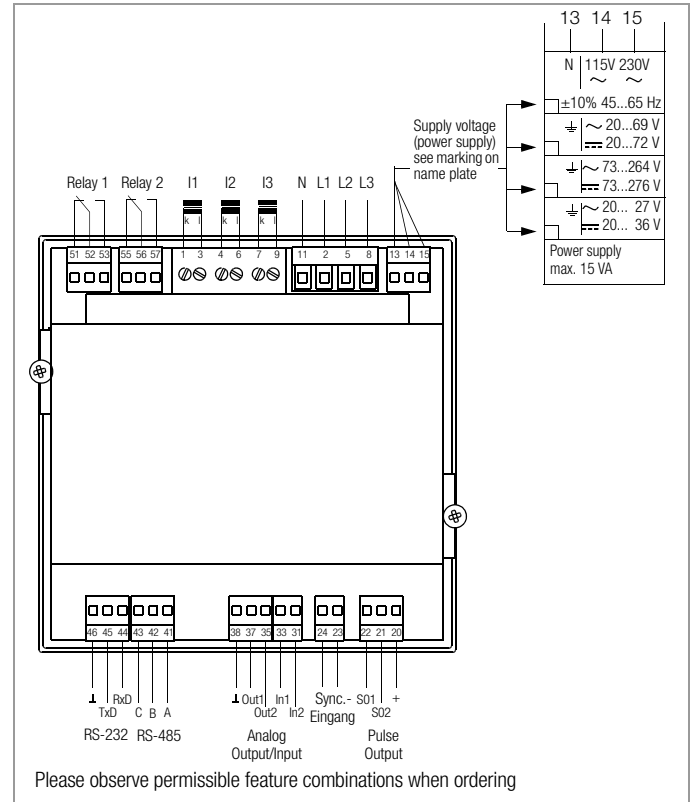 13 14 15
N 115V 230V
∼ ∼
±10% 45...65 Hz
⏚ ∼ 20...69 V
⎓ 20...72 V
⏚ ∼ 73...264 V
⎓ 73...276 V
⏚ ∼ 20... 27 V
⎓ 20... 36 V
Power supply
max. 15 VA
Supply voltage
(power supply)
see marking on
name plate
Relay 1 Relay 2 I1 I2 I3 N L1 L2 L3
k l k l k l
51 52 53 55 56 57 1 3 4 6 7 9 11 2 5 8 13 14 15
46 45 44 43 42 41 38 37 35 33 31 24 23 22 21 20
⊥ TxD RxD C B A
⊥ Out1 Out2 In1 In2
Sync.-
Eingang
S01 S02 +
RS-232 RS-485
Analog
Output/Input
Pulse
Output
Please observe permissible feature combinations when ordering